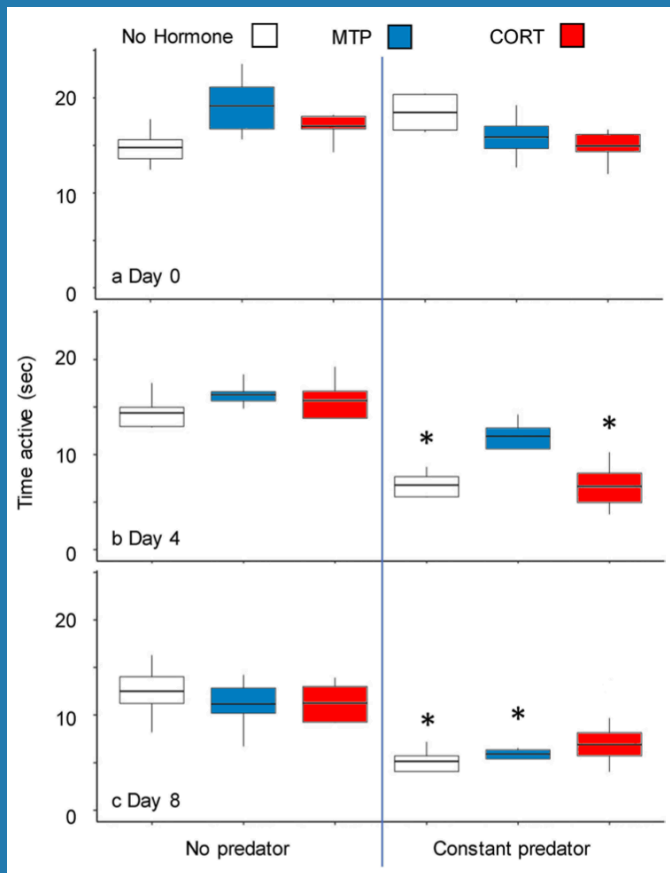 No Hormone MTP CORT
20
10
0
a Day 0
20
10
0
b Day 4
* *
20
10
0
c Day 8
* *
Time active (sec)
No predator Constant predator